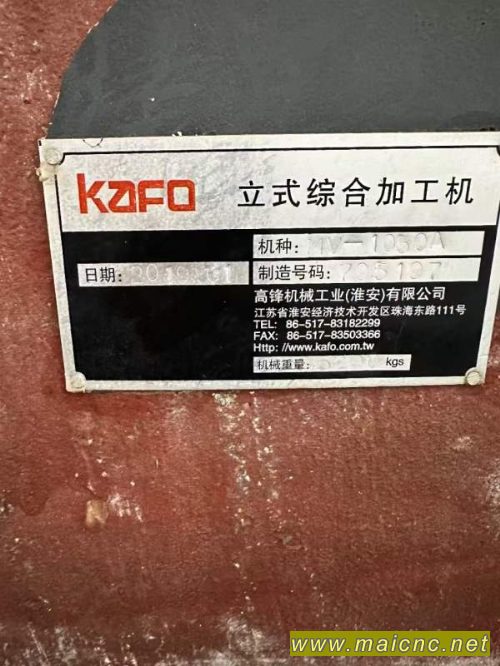 KAFO 立式综合加工机
机种:
日期: 制造号码:
高锋机械工业(淮安)有限公司
江苏省淮安经济技术开发区珠海东路111号
TEL: 86-517-83182299
FAX: 86-517-83503366
Http: //www.kafo.com.tw
机械重量: kgs
www.maicnc.net